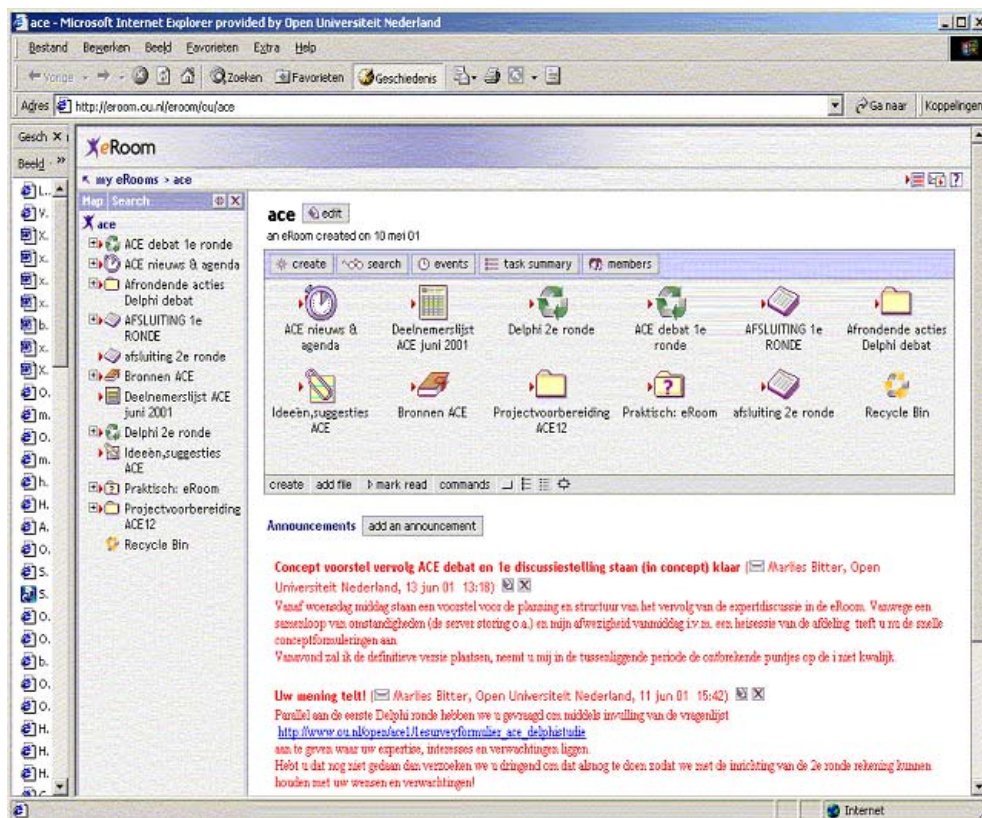 ace - Microsoft Internet Explorer provided by Open Universiteit Nederland
Bestand Bewerken Beeld Favorieten Extra Help
Vorige Zoeken Favorieten Geschiedenis
Adres http://eroom.ou.nl/eroom/ou/ace Ga naar Koppelingen
Gesch
Beeld
L..
V.
X.
X.
X.
X.
b.
X.
X.
O.
m.
O.
m.
h.
H.
A.
O.
S.
S.
O.
O.
b.
O.
O.
H.
H.
H.
eRoom
my eRooms > ace
Map Search
ace
ACE debat 1e ronde
ACE nieuws & agenda
Afrondende acties
Delphi debat
AFSLUITING 1e
RONDE
afsluiting 2e ronde
Bronnen ACE
Deelnemerslijst ACE
juni 2001
Delphi 2e ronde
Ideeën,suggesties
ACE
Praktisch: eRoom
Projectvoorbereiding
ACE12
Recycle Bin
ace edit
an eRoom created on 10 mei 01
create search events task summary members
ACE nieuws &
agenda
Deelnemerslijst
ACE juni 2001
Delphi 2e ronde
ACE debat 1e
ronde
AFSLUITING 1e
RONDE
Afrondende acties
Delphi debat
Ideeën,suggesties
ACE
Bronnen ACE
Projectvoorbereiding
ACE12
Praktisch: eRoom
afsluiting 2e ronde
Recycle Bin
create add file mark read commands
Announcements add an announcement
Concept voorstel vervolg ACE debat en 1e discussiestelling staan (in concept) klaar (Marlies Bitter, Open
Universiteit Nederland, 13 jun 01 13:18)
Vanaf woensdag middag staan een voorstel voor de planning en structuur van het vervolg van de expertdiscussie in de eRoom. Vanwege een
samenloop van omstandigheden (de server storing o.a.) en mijn afwezigheid vanmiddag i.v.m. een heisessie van de afdeling treft u nu de snelle
conceptformuleringen aan.
Vanavond zal ik de definitieve versie plaatsen, neemt u mij in de tussenliggende periode de ontbrekende puntjes op de i niet kwalijk.
Uw mening telt! (Marlies Bitter, Open Universiteit Nederland, 11 jun 01 15:42)
Parallel aan de eerste Delphi ronde hebben we u gevraagd om middels invulling van de vragenlijst
http://www.ou.nl/open/ace1/1esurveyformulier_ace_delphistudie
aan te geven waar uw expertise, interesses en verwachtingen liggen.
Hebt u dat nog niet gedaan dan verzoeken we u dringend om dat alsnog te doen zodat we met de inrichting van de 2e ronde rekening kunnen
houden met uw wensen en verwachtingen!
Internet